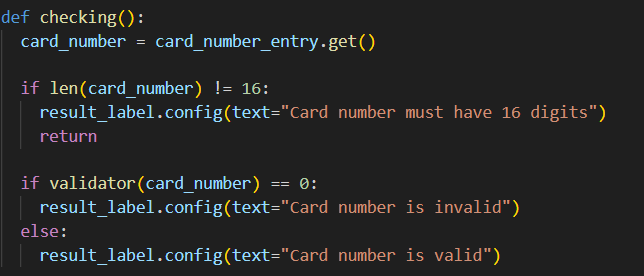 def checking():
  card_number = card_number_entry.get()

  if len(card_number) != 16:
    result_label.config(text="Card number must have 16 digits")
    return

  if validator(card_number) == 0:
    result_label.config(text="Card number is invalid")
  else:
    result_label.config(text="Card number is valid")